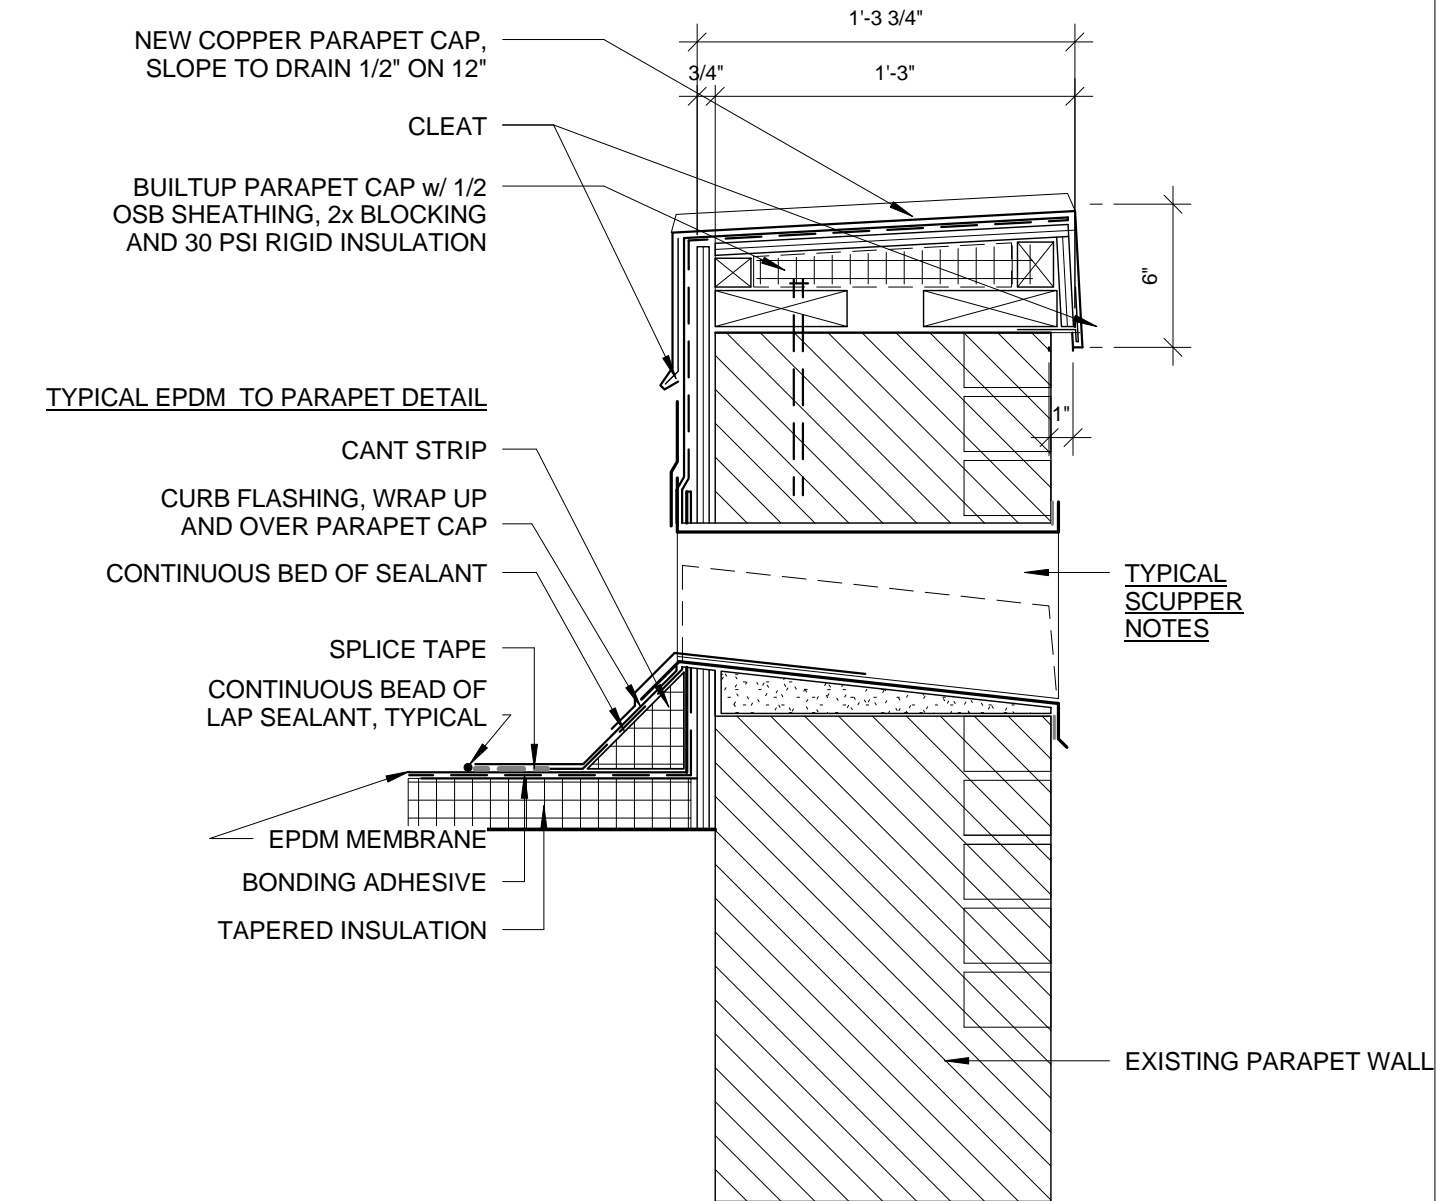 1'-3 3/4"
NEW COPPER PARAPET CAP,
SLOPE TO DRAIN 1/2" ON 12"
3/4"
1'-3"
CLEAT
BUILTUP PARAPET CAP w/ 1/2
OSB SHEATHING, 2x BLOCKING
AND 30 PSI RIGID INSULATION
6"
TYPICAL EPDM TO PARAPET DETAIL
1"
CANT STRIP
CURB FLASHING, WRAP UP
AND OVER PARAPET CAP
CONTINUOUS BED OF SEALANT
TYPICAL
SCUPPER
NOTES
SPLICE TAPE
CONTINUOUS BEAD OF
LAP SEALANT, TYPICAL
EPDM MEMBRANE
BONDING ADHESIVE
TAPERED INSULATION
EXISTING PARAPET WALL